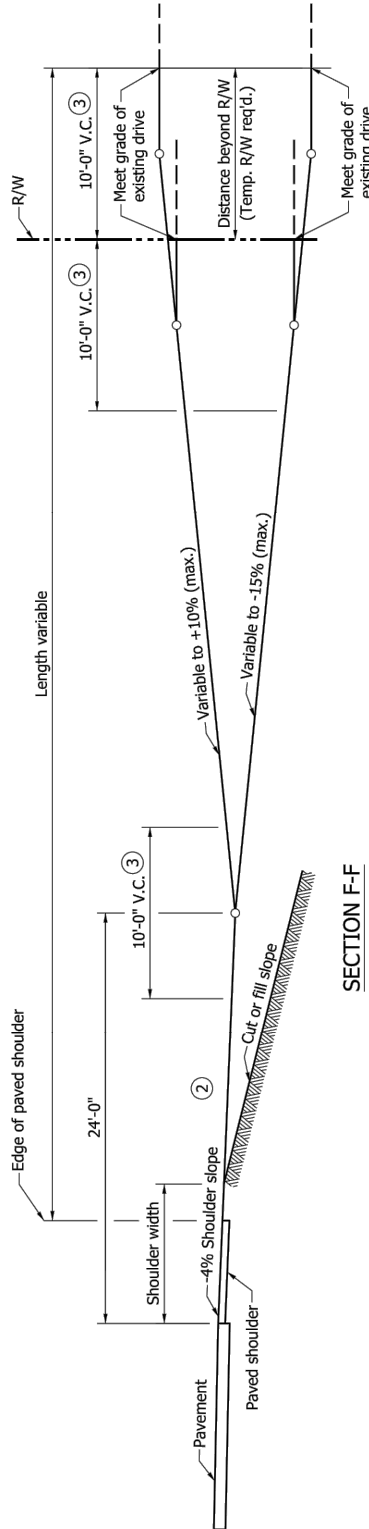 R/W
10'-0" V.C. 3
Meet grade of
existing drive
Distance beyond R/W
(Temp. R/W req'd.)
Meet grade of
existing drive
10'-0" V.C. 3
Length variable
Variable to +10% (max.)
Variable to -15% (max.)
10'-0" V.C. 3
Edge of paved shoulder
24'-0"
2
Cut or fill slope
Shoulder width
-4% Shoulder slope
Pavement
Paved shoulder
SECTION F-F